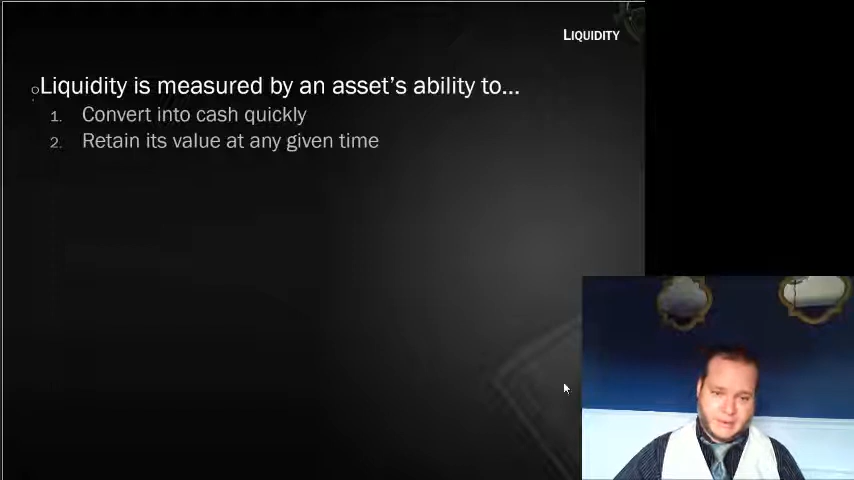 LIQUIDITY
Liquidity is measured by an asset's ability to...
1. Convert into cash quickly
2. Retain its value at any given time